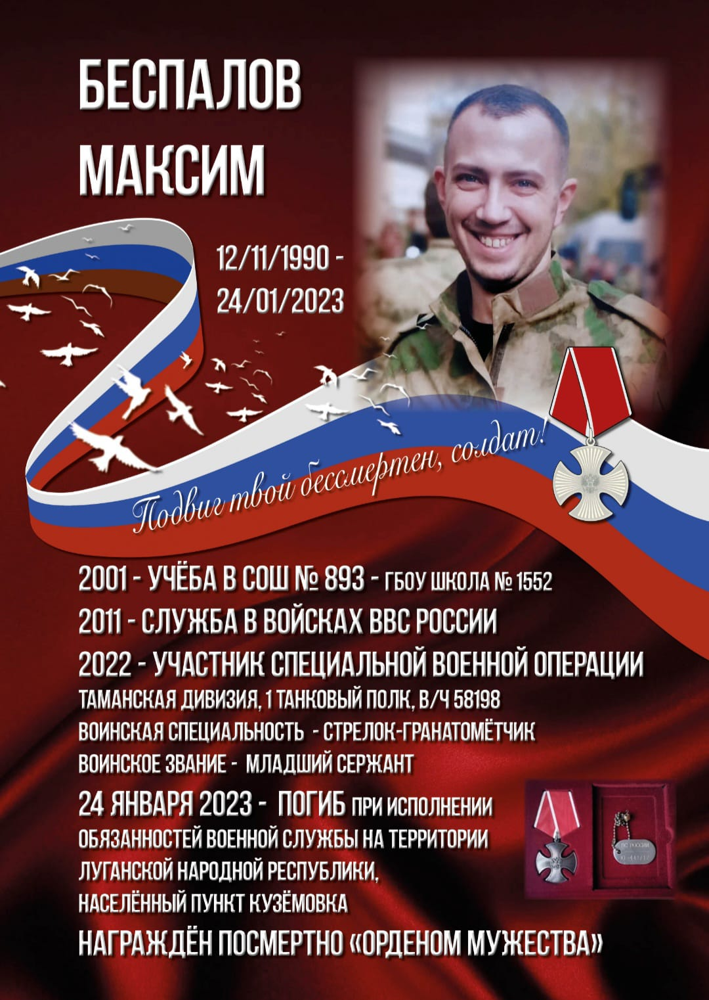 БЕСПАЛОВ
МАКСИМ
12/11/1990 -
24/01/2023
Подвиг твой бессмертен, солдат!
2001 - УЧЁБА В СОШ № 893 - ГБОУ ШКОЛА № 1552
2011 - СЛУЖБА В ВОЙСКАХ ВВС РОССИИ
2022 - УЧАСТНИК СПЕЦИАЛЬНОЙ ВОЕННОЙ ОПЕРАЦИИ
ТАМАНСКАЯ ДИВИЗИЯ, 1 ТАНКОВЫЙ ПОЛК, В/Ч 58198
ВОИНСКАЯ СПЕЦИАЛЬНОСТЬ - СТРЕЛОК-ГРАНАТОМЁТЧИК
ВОИНСКОЕ ЗВАНИЕ - МЛАДШИЙ СЕРЖАНТ
24 ЯНВАРЯ 2023 - ПОГИБ ПРИ ИСПОЛНЕНИИ
ОБЯЗАННОСТЕЙ ВОЕННОЙ СЛУЖБЫ НА ТЕРРИТОРИИ
ЛУГАНСКОЙ НАРОДНОЙ РЕСПУБЛИКИ,
НАСЕЛЁННЫЙ ПУНКТ КУЗЁМОВКА
ВС РОССИИ
НАГРАЖДЁН ПОСМЕРТНО «ОРДЕНОМ МУЖЕСТВА»